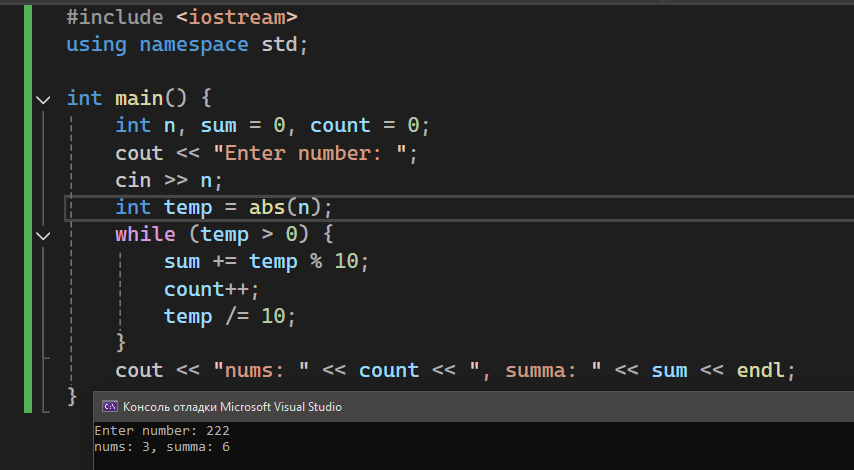 #include <iostream>
using namespace std;
int main() {
int n, sum = 0, count = 0;
cout << "Enter number: ";
cin >> n;
int temp = abs(n);
while (temp > 0) {
sum += temp % 10;
count++;
temp /= 10;
}
cout << "nums: " << count << ", summa: " << sum << endl;
}
C:\ Консоль отладки Microsoft Visual Studio
Enter number: 222
nums: 3, summa: 6